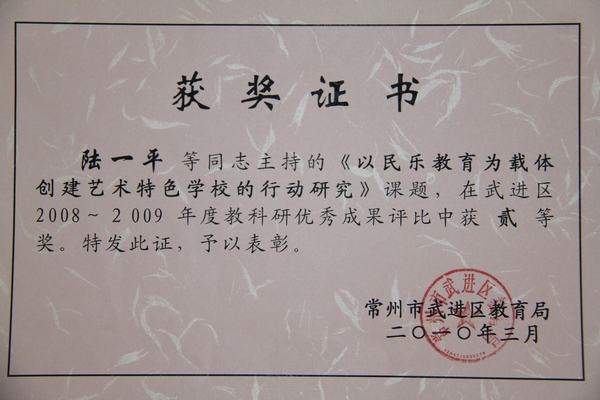 获奖证书
陆一平 等同志主持的《以民乐教育为载体
创建艺术特色学校的行动研究》课题，在武进区
2008～2009 年度教科研优秀成果评比中获 贰 等
奖。特发此证，予以表彰。
常州市武进区教育局
二〇一〇年三月